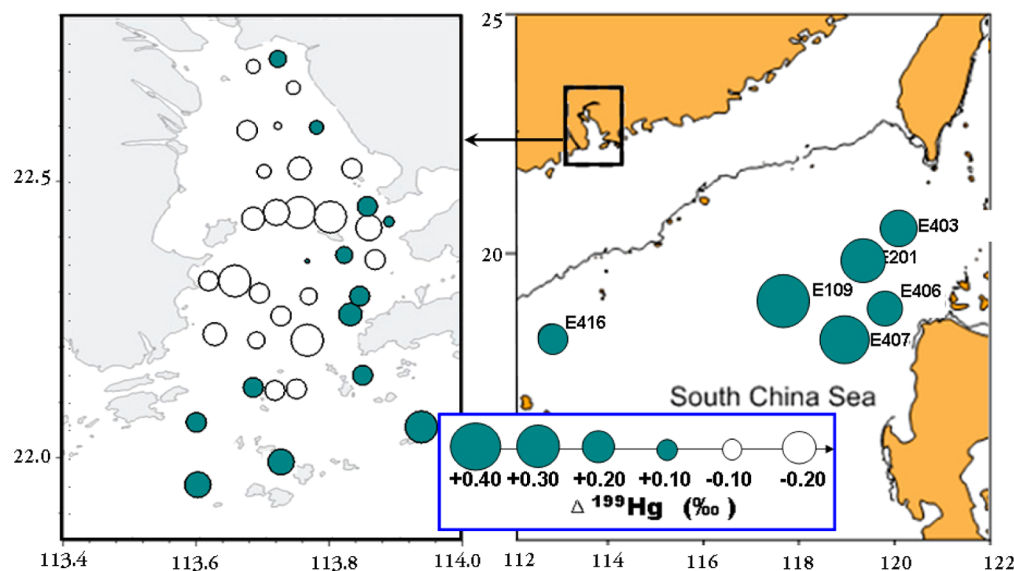 25
22.5
20
E403
E201
E109
E406
E416
E407
South China Sea
22.0
+0.40 +0.30 +0.20 +0.10 -0.10 -0.20
Δ 199Hg (‰)
113.4 113.6 113.8 114.0 112 114 116 118 120 122